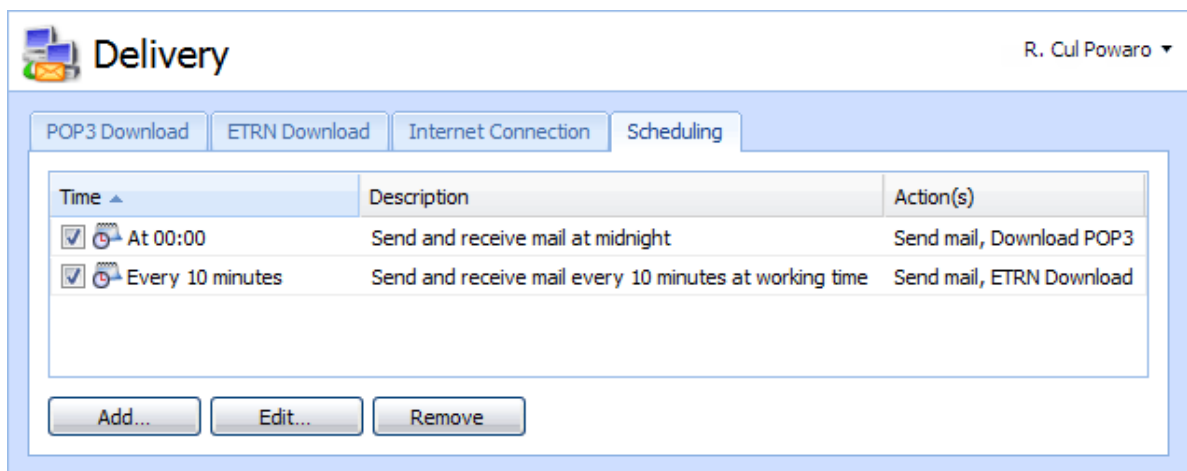 Delivery
R. Cul Powaro
POP3 Download ETRN Download Internet Connection Scheduling
Time Description Action(s)
At 00:00 Send and receive mail at midnight Send mail, Download POP3
Every 10 minutes Send and receive mail every 10 minutes at working time Send mail, ETRN Download
Add... Edit... Remove